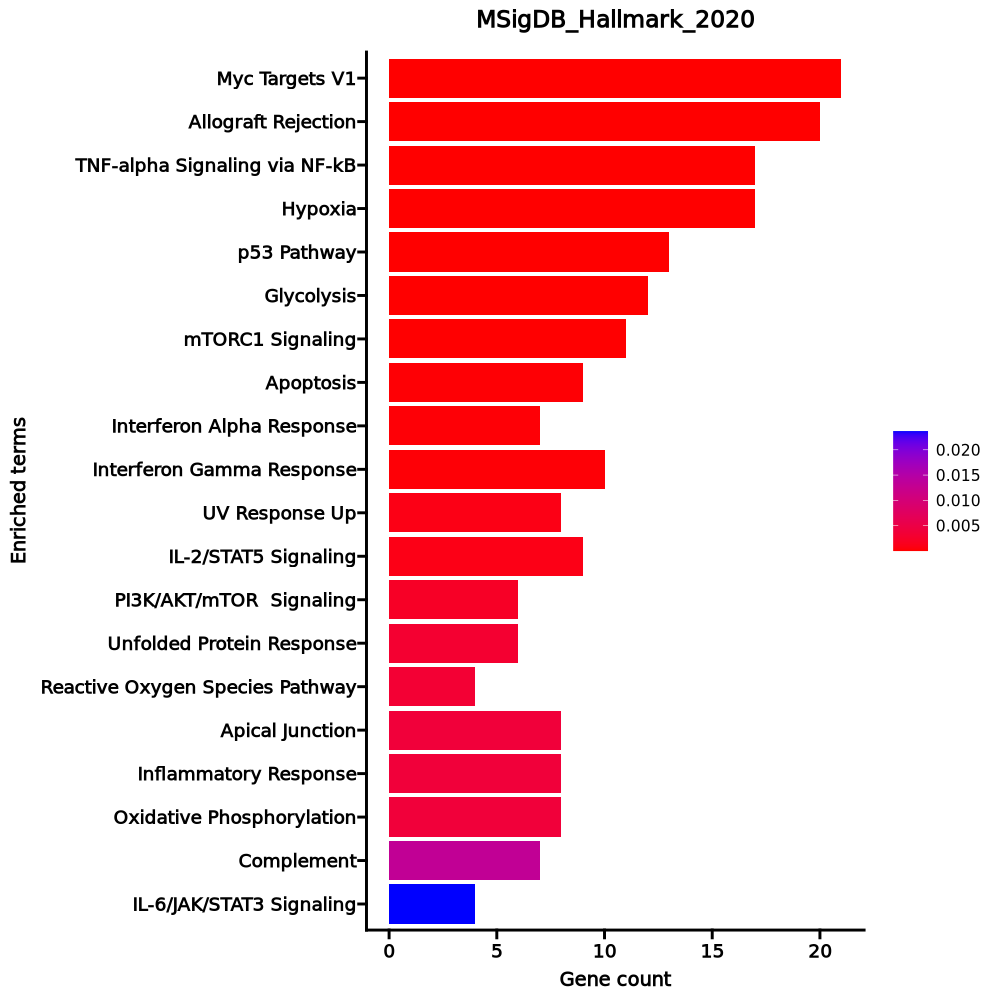 MSigDB_Hallmark_2020
Myc Targets V1
Allograft Rejection
TNF-alpha Signaling via NF-kB
Hypoxia
p53 Pathway
Glycolysis
mTORC1 Signaling
Apoptosis
Interferon Alpha Response
Interferon Gamma Response
UV Response Up
IL-2/STAT5 Signaling
PI3K/AKT/mTOR  Signaling
Unfolded Protein Response
Reactive Oxygen Species Pathway
Apical Junction
Inflammatory Response
Oxidative Phosphorylation
Complement
IL-6/JAK/STAT3 Signaling
Enriched terms
0 5 10 15 20
Gene count
0.020
0.015
0.010
0.005